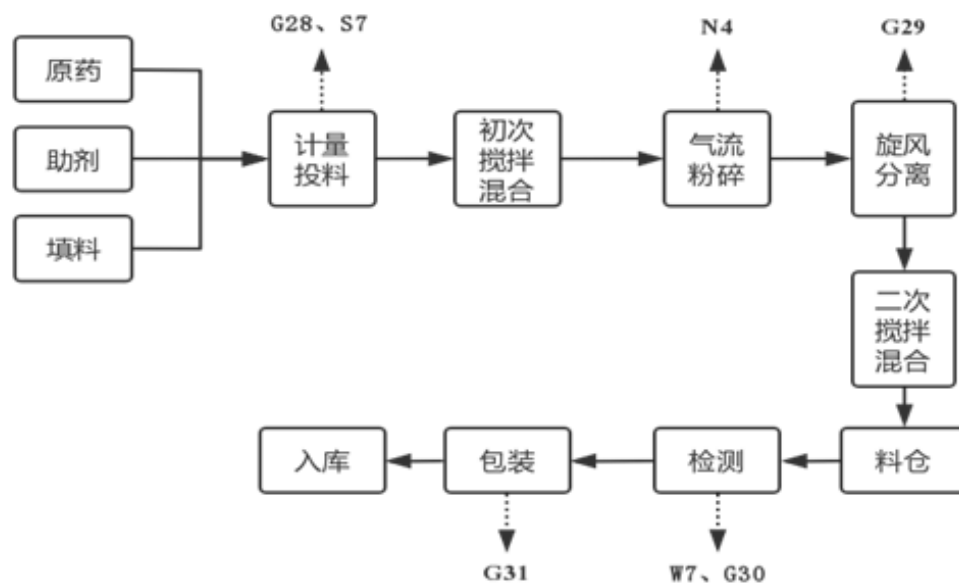 G28、S7
N4
G29
原药
助剂
填料
计量
投料
初次
搅拌
混合
气流
粉碎
旋风
分离
二次
搅拌
混合
入库
包装
检测
料仓
G31
W7、G30